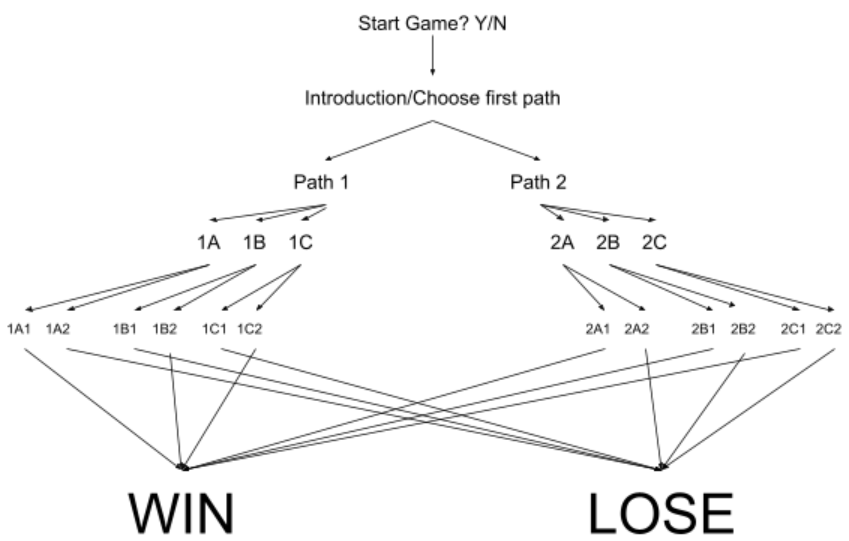 Start Game? Y/N
Introduction/Choose first path
Path 1 Path 2
1A 1B 1C 2A 2B 2C
1A1 1A2 1B1 1B2 1C1 1C2 2A1 2A2 2B1 2B2 2C1 2C2
WIN LOSE